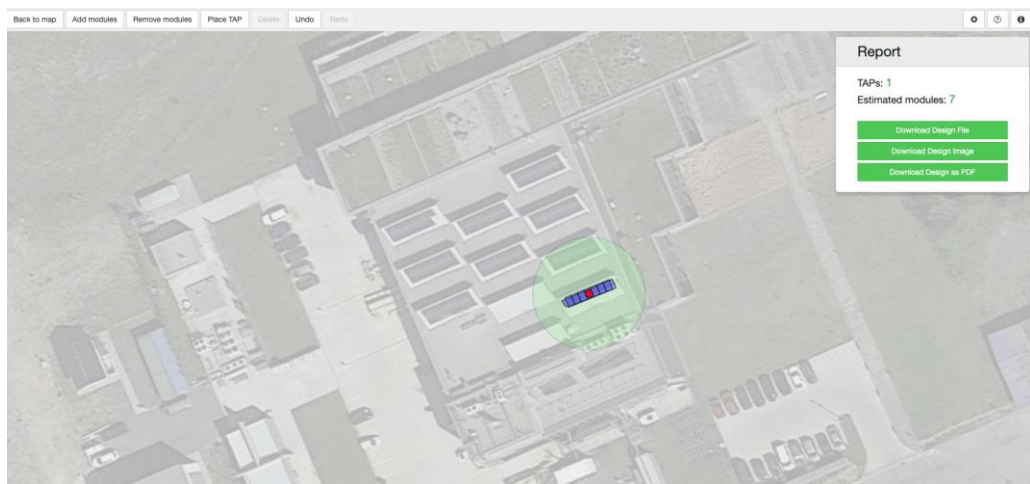 Back to map Add modules Remove modules Place TAP Delete Undo Redo
Report
TAPs: 1
Estimated modules: 7
Download Design File
Download Design Image
Download Design as PDF